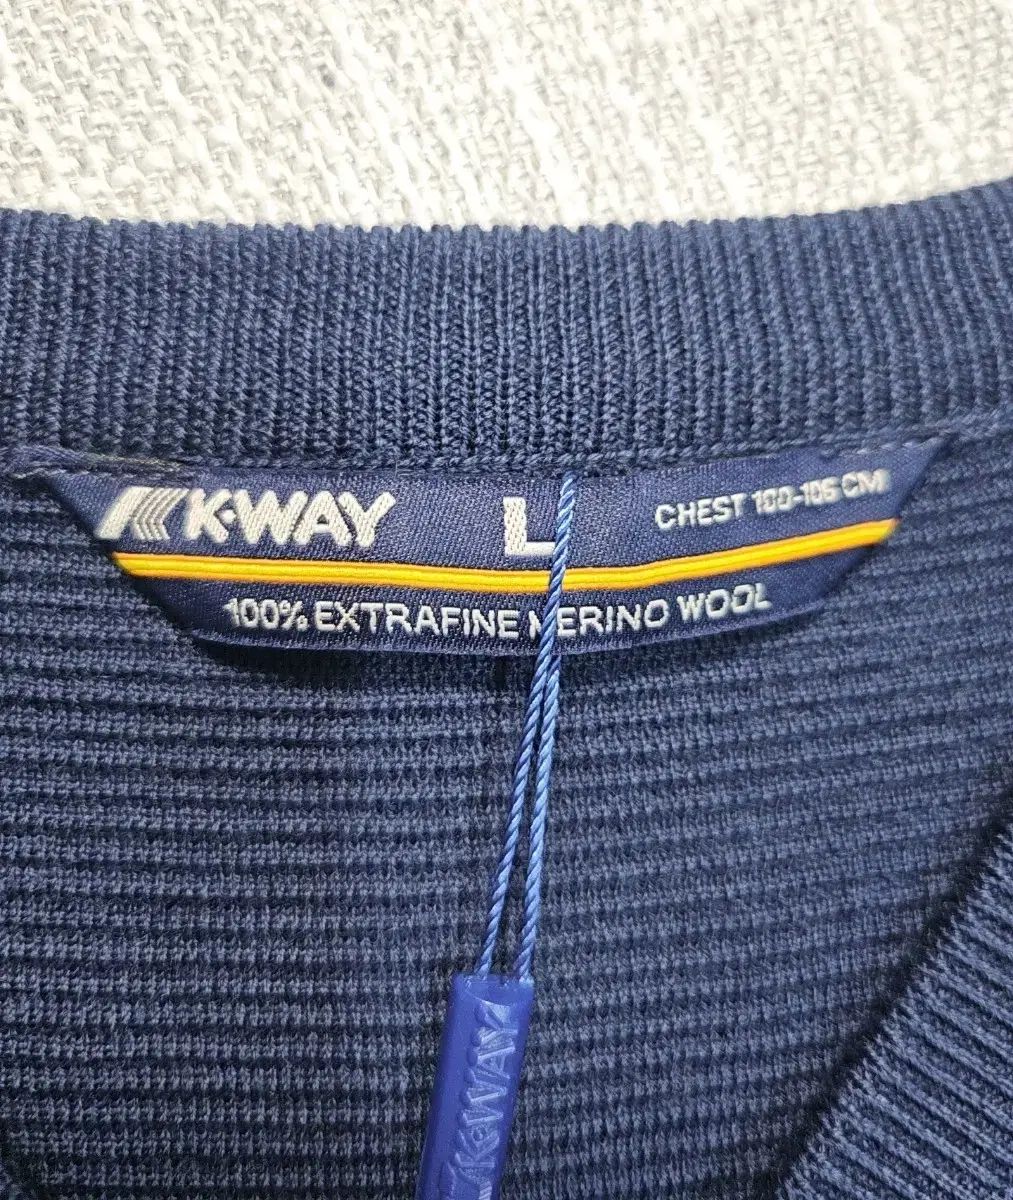 K-WAY L CHEST 100-106 CM
100% EXTRAFINE MERINO WOOL
K-WAY